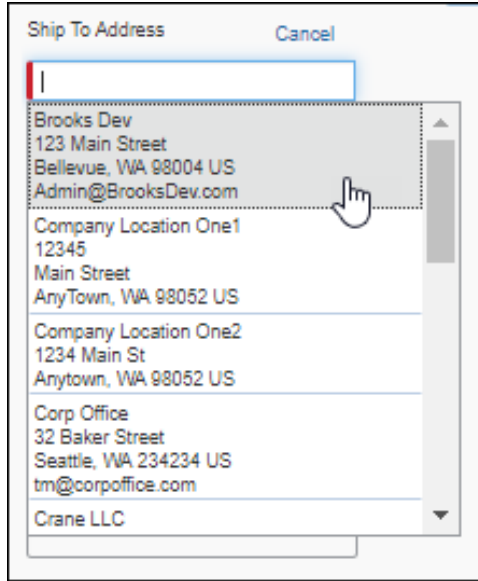 Ship To Address
Cancel
Brooks Dev
123 Main Street
Bellevue, WA 98004 US
Admin@BrooksDev.com
Company Location One1
12345
Main Street
AnyTown, WA 98052 US
Company Location One2
1234 Main St
Anytown, WA 98052 US
Corp Office
32 Baker Street
Seattle, WA 234234 US
tm@corpoffice.com
Crane LLC